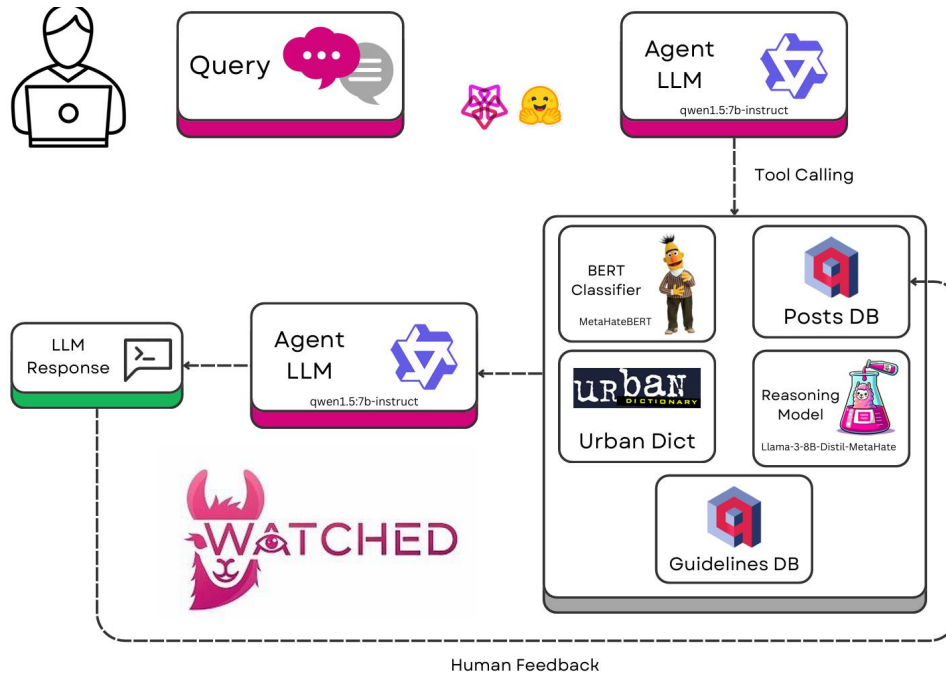 Query
Agent
LLM
qwen1.5:7b-instruct
Tool Calling
BERT
Classifier
MetaHateBERT
Posts DB
URBAN
DICTIONARY
Urban Dict
Reasoning
Model
Llama-3-8B-Distil-MetaHate
Guidelines DB
Agent
LLM
qwen1.5:7b-instruct
LLM
Response
WATCHED
Human Feedback